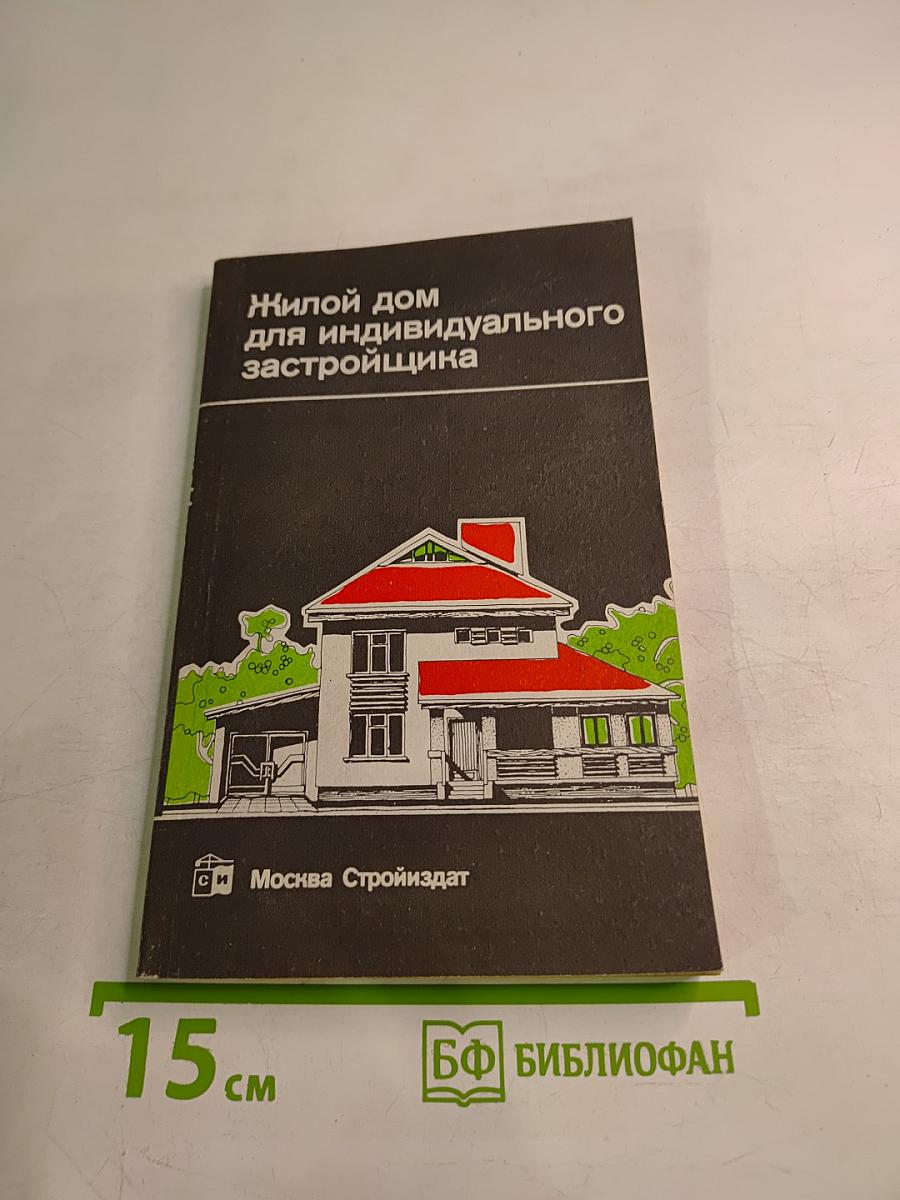 Жилой дом
для индивидуального
застройщика
СИ
Москва Стройиздат
15 см
БФ БИБЛИОФАН